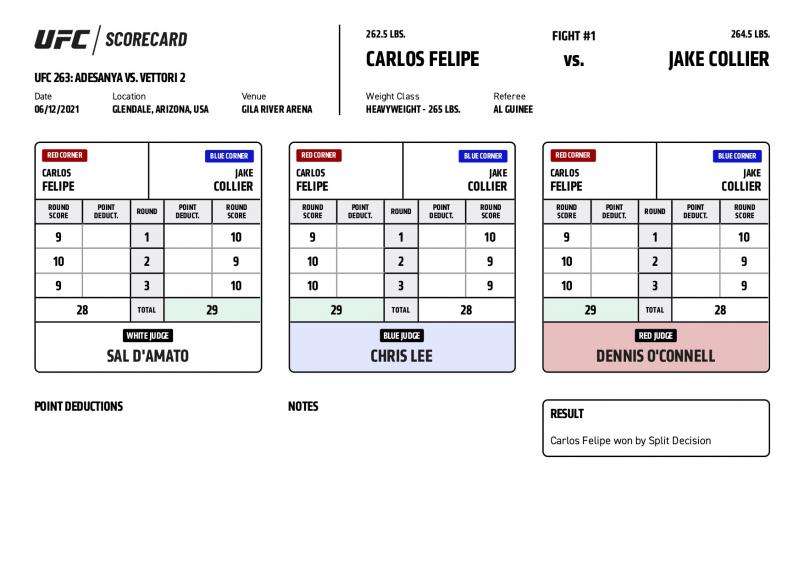 UFC / SCORECARD
UFC 263: ADESANYA VS. VETTORI 2
Date Location Venue
06/12/2021 GLENDALE, ARIZONA, USA GILA RIVER ARENA
262.5 LBS. FIGHT #1 264.5 LBS.
CARLOS FELIPE VS. JAKE COLLIER
Weight Class Referee
HEAVYWEIGHT - 265 LBS. AL GUINEE
RED CORNER BLUE CORNER
CARLOS JAKE
FELIPE COLLIER
ROUND SCORE POINT DEDUCT. ROUND POINT DEDUCT. ROUND SCORE
9 1 10
10 2 9
9 3 10
28 TOTAL 29
WHITE JUDGE
SAL D'AMATO
RED CORNER BLUE CORNER
CARLOS JAKE
FELIPE COLLIER
ROUND SCORE POINT DEDUCT. ROUND POINT DEDUCT. ROUND SCORE
9 1 10
10 2 9
10 3 9
29 TOTAL 28
BLUE JUDGE
CHRIS LEE
RED CORNER BLUE CORNER
CARLOS JAKE
FELIPE COLLIER
ROUND SCORE POINT DEDUCT. ROUND POINT DEDUCT. ROUND SCORE
9 1 10
10 2 9
10 3 9
29 TOTAL 28
RED JUDGE
DENNIS O'CONNELL
POINT DEDUCTIONS
NOTES
RESULT
Carlos Felipe won by Split Decision